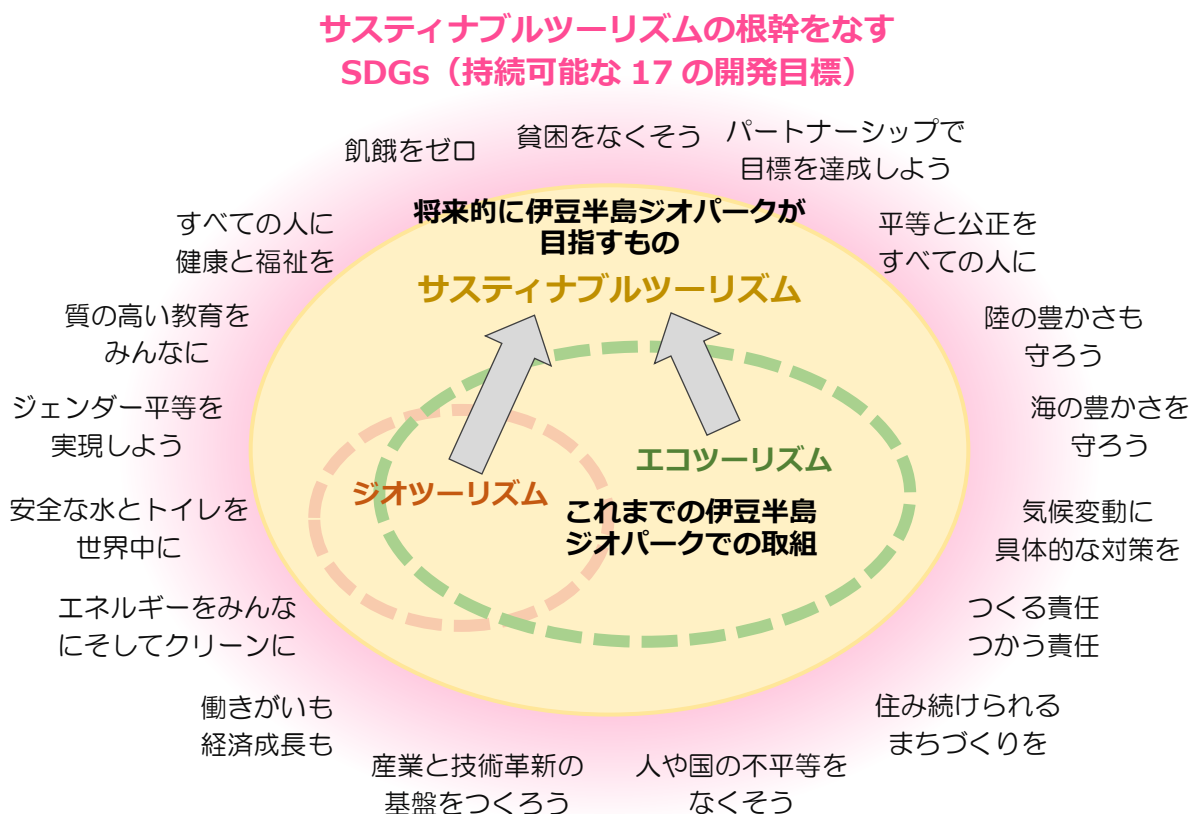 サスティナブルツーリズムの根幹をなす
SDGs（持続可能な 17 の開発目標）
飢餓をゼロ
貧困をなくそう
パートナーシップで
目標を達成しよう
すべての人に
健康と福祉を
将来的に伊豆半島ジオパークが
目指すもの
サスティナブルツーリズム
平等と公正を
すべての人に
質の高い教育を
みんなに
陸の豊かさも
守ろう
ジェンダー平等を
実現しよう
海の豊かさを
守ろう
エコツーリズム
ジオツーリズム
これまでの伊豆半島
ジオパークでの取組
安全な水とトイレを
世界中に
気候変動に
具体的な対策を
エネルギーをみんな
にそしてクリーンに
つくる責任
つかう責任
働きがいも
経済成長も
住み続けられる
まちづくりを
産業と技術革新の
基盤をつくろう
人や国の不平等を
なくそう